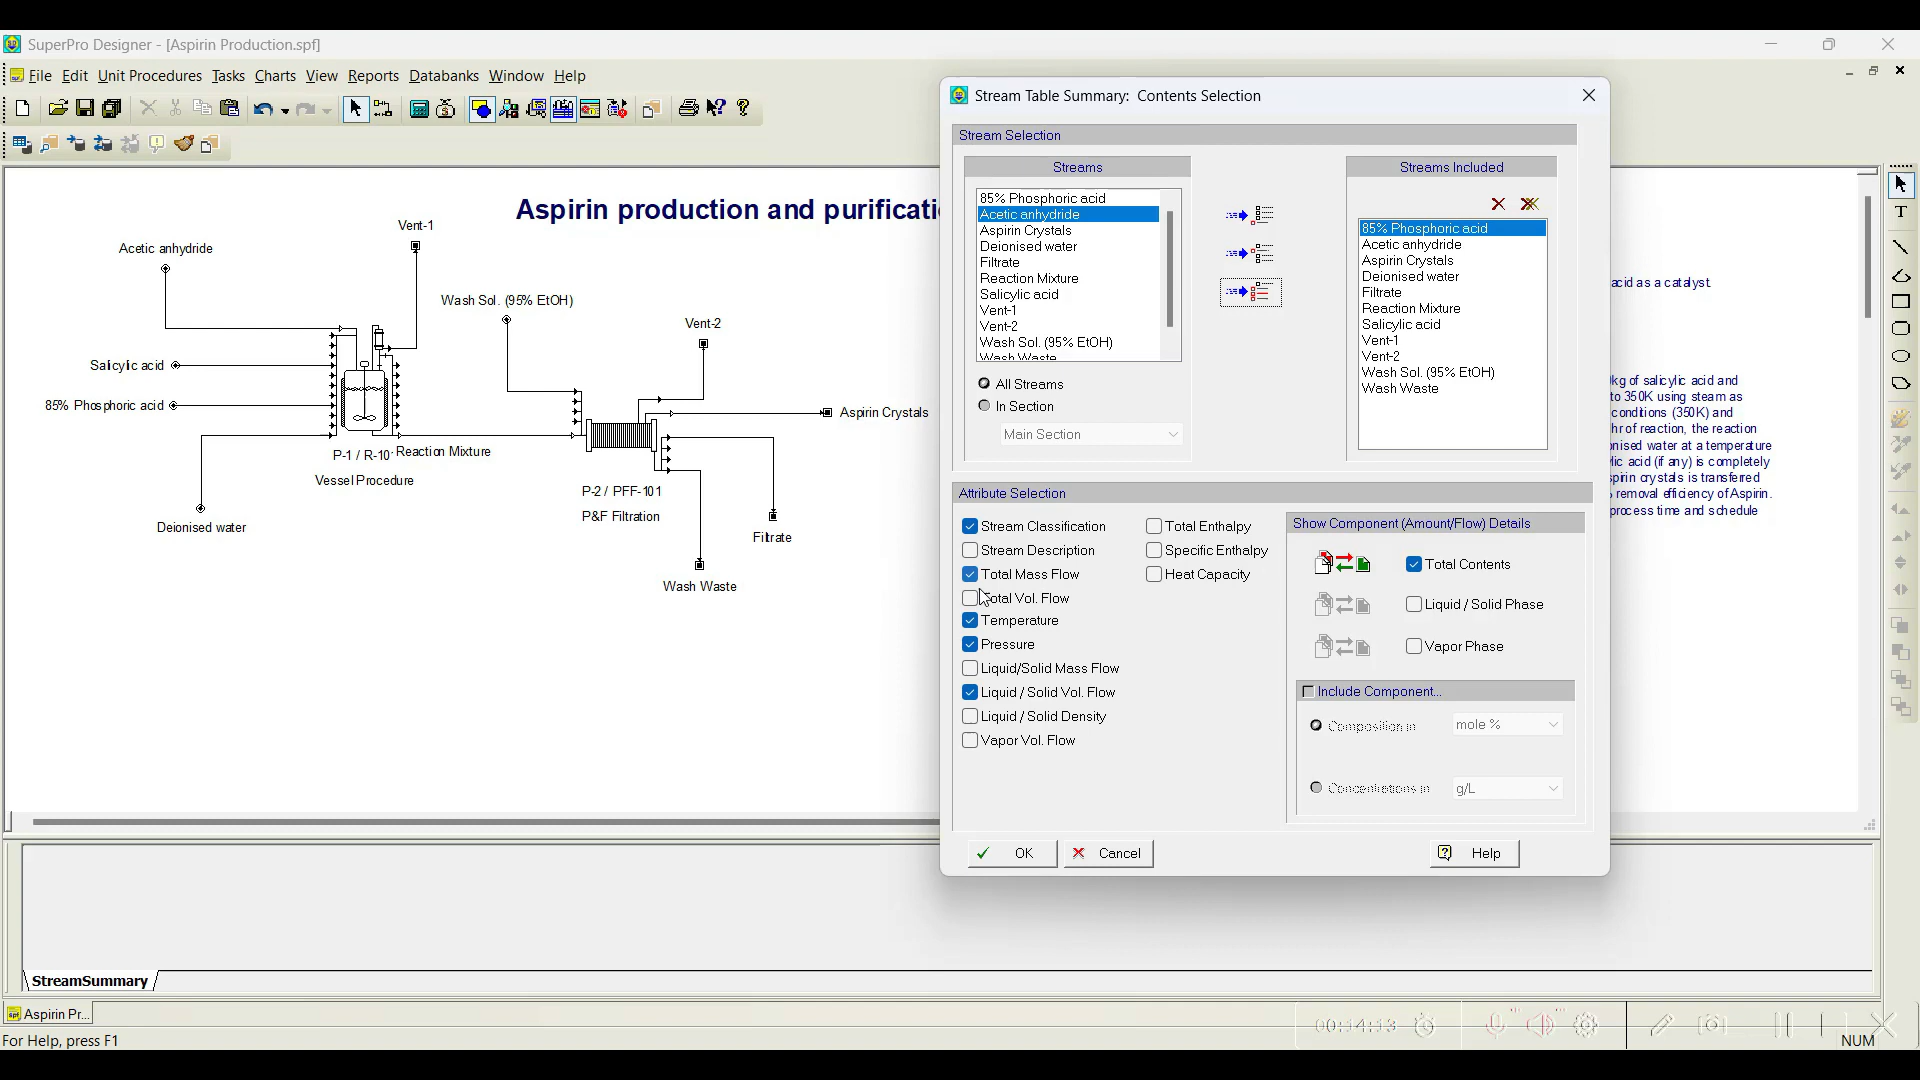 SuperPro Designer - [Aspirin Production.spf]
File Edit Unit Procedures Tasks Charts View Reports Databanks Window Help
Aspirin production and purificati
Vent-1
Acetic anhydride
Wash Sol. (95% EtOH)
Vent-2
Salicylic acid
85% Phosphoric acid
Aspirin Crystals
P-1 / R-10
Reaction Mixture
Vessel Procedure
P-2 / PFF-101
P&F Filtration
Deionised water
Filtrate
Wash Waste
acid as a catalyst.
kg of salicylic acid and
to 350K using steam as
conditions (350K) and
hr of reaction, the reaction
nised water at a temperature
lic acid (if any) is completely
spirin crystals is transferred
removal efficiency of Aspirin.
process time and schedule
Stream Table Summary: Contents Selection
Stream Selection
Streams
85% Phosphoric acid
Acetic anhydride
Aspirin Crystals
Deionised water
Filtrate
Reaction Mixture
Salicylic acid
Vent-1
Vent-2
Wash Sol. (95% EtOH)
Wash Waste
All Streams
In Section
Main Section
Streams Included
85% Phosphoric acid
Acetic anhydride
Aspirin Crystals
Deionised water
Filtrate
Reaction Mixture
Salicylic acid
Vent-1
Vent-2
Wash Sol. (95% EtOH)
Wash Waste
Attribute Selection
Stream Classification
Stream Description
Total Mass Flow
Total Vol. Flow
Temperature
Pressure
Liquid/Solid Mass Flow
Liquid / Solid Vol. Flow
Liquid / Solid Density
Vapor Vol. Flow
Total Enthalpy
Specific Enthalpy
Heat Capacity
Show Component (Amount/Flow) Details
Total Contents
Liquid / Solid Phase
Vapor Phase
Include Component...
Composition in mole %
Concentrations in g/L
OK Cancel Help
StreamSummary
Aspirin Pr...
00:14:13
For Help, press F1
NUM